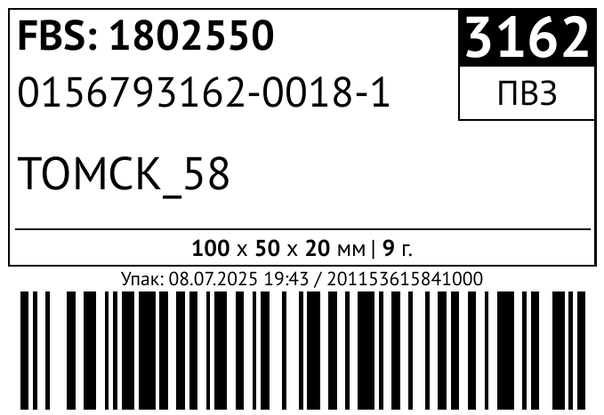 FBS: 1802550
3162
0156793162-0018-1
ПВЗ
ТОМСК_58
100 x 50 x 20 мм | 9 г.
Упак: 08.07.2025 19:43 / 201153615841000